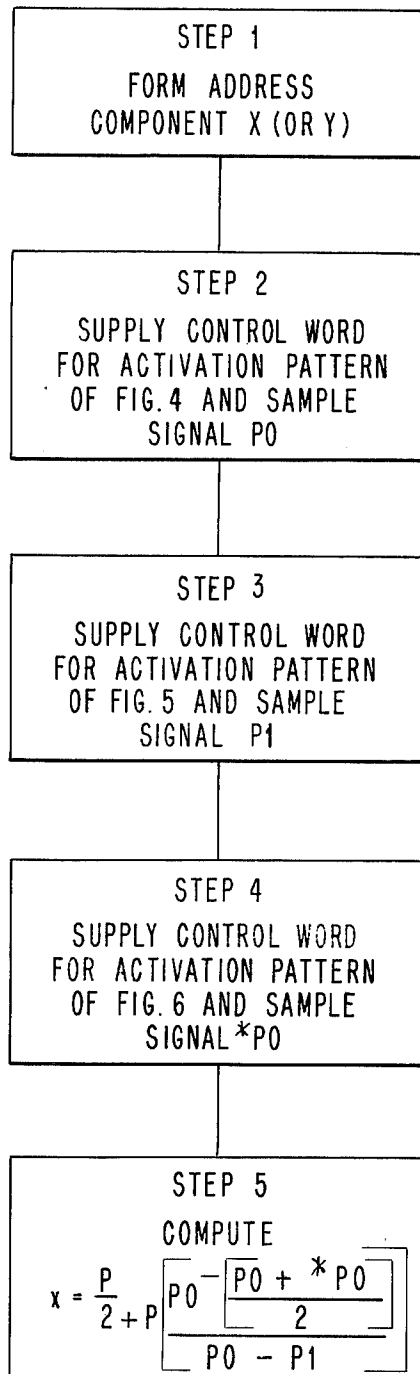 STEP 1
FORM ADDRESS
COMPONENT X (OR Y)
STEP 2
SUPPLY CONTROL WORD
FOR ACTIVATION PATTERN
OF FIG. 4 AND SAMPLE
SIGNAL P0
STEP 3
SUPPLY CONTROL WORD
FOR ACTIVATION PATTERN
OF FIG. 5 AND SAMPLE
SIGNAL P1
STEP 4
SUPPLY CONTROL WORD
FOR ACTIVATION PATTERN
OF FIG. 6 AND SAMPLE
SIGNAL *P0
STEP 5
COMPUTE
x = P/2 + P [ P0 - [ P0 + *P0 / 2 ] / P0 - P1 ]